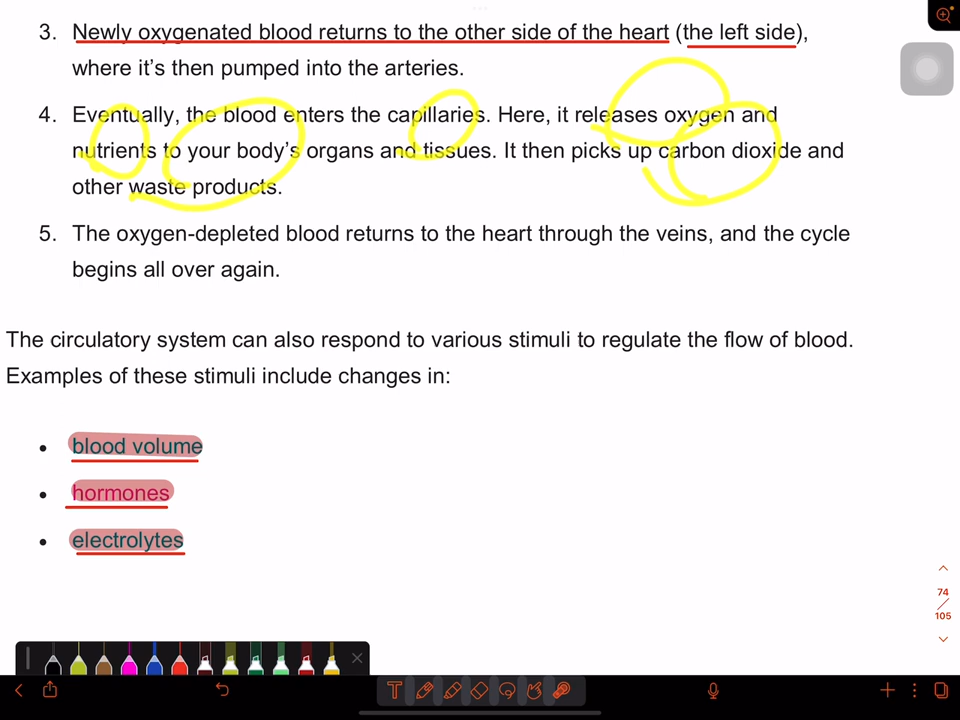 3. Newly oxygenated blood returns to the other side of the heart (the left side),
where it’s then pumped into the arteries.
4. Eventually, the blood enters the capillaries. Here, it releases oxygen and
nutrients to your body’s organs and tissues. It then picks up carbon dioxide and
other waste products.
5. The oxygen-depleted blood returns to the heart through the veins, and the cycle
begins all over again.
The circulatory system can also respond to various stimuli to regulate the flow of blood.
Examples of these stimuli include changes in:
• blood volume
• hormones
• electrolytes
74
105